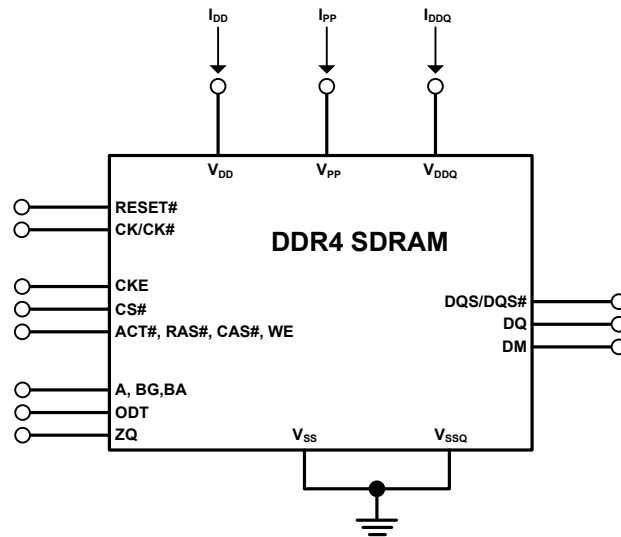 IDD IPP IDDQ
VDD VPP VDDQ
RESET#
CK/CK#
DDR4 SDRAM
CKE
CS#
ACT#, RAS#, CAS#, WE
DQS/DQS#
DQ
DM
A, BG,BA
ODT
ZQ
VSS VSSQ